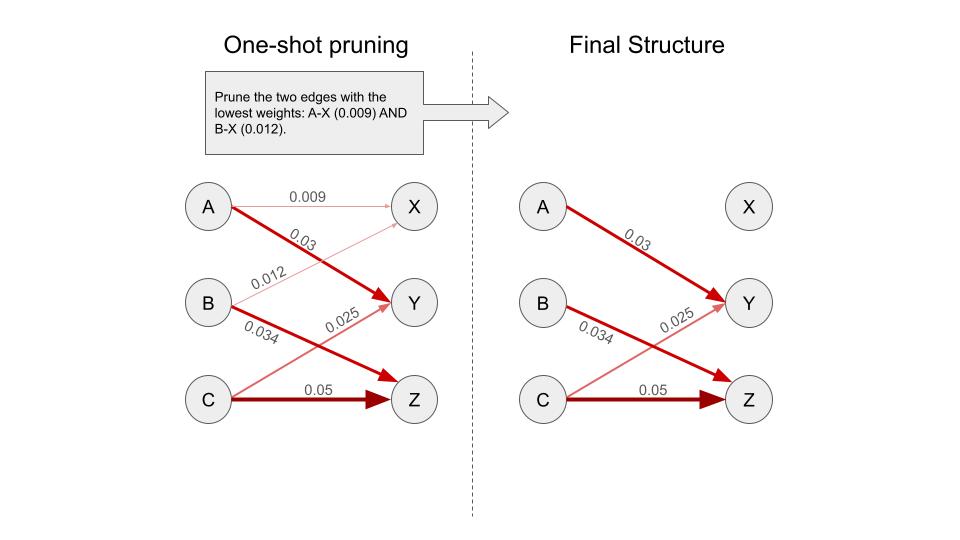 One-shot pruning
Final Structure
Prune the two edges with the
lowest weights: A-X (0.009) AND
B-X (0.012).
A
0.009
X
0.03
0.012
B
Y
0.034
0.025
C
0.05
Z
A
X
0.03
B
Y
0.034
0.025
C
0.05
Z